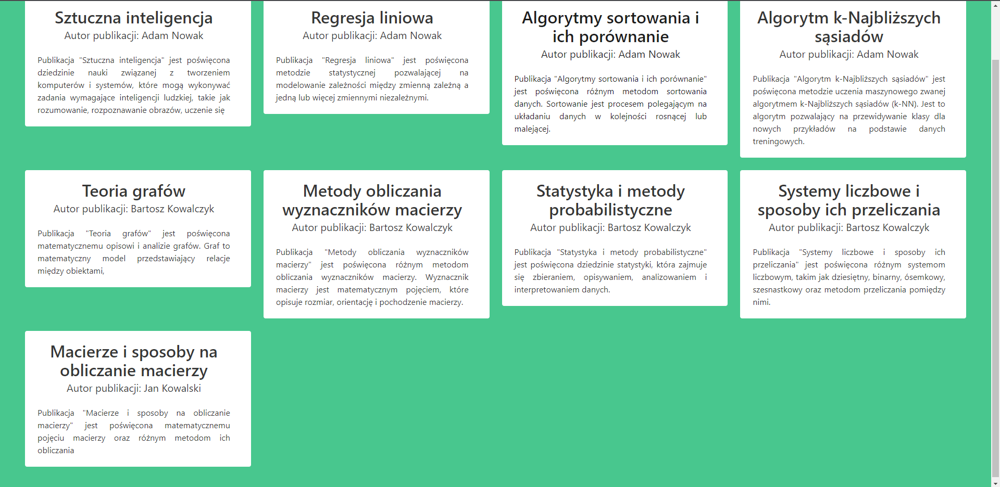 Sztuczna inteligencja
Autor publikacji: Adam Nowak
Publikacja "Sztuczna inteligencja" jest poświęcona
dziedzinie nauki związanej z tworzeniem
komputerów i systemów, które mogą wykonywać
zadania wymagające inteligencji ludzkiej, takie jak
rozumowanie, rozpoznawanie obrazów, uczenie się
Regresja liniowa
Autor publikacji: Adam Nowak
Publikacja "Regresja liniowa" jest poświęcona
metodzie statystycznej pozwalającej na
modelowanie zależności między zmienną zależną a
jedną lub więcej zmiennymi niezależnymi.
Algorytmy sortowania i
ich porównanie
Autor publikacji: Adam Nowak
Publikacja "Algorytmy sortowania i ich porównanie"
jest poświęcona różnym metodom sortowania
danych. Sortowanie jest procesem polegającym na
układaniu danych w kolejności rosnącej lub
malejącej.
Algorytm k-Najbliższych
sąsiadów
Autor publikacji: Adam Nowak
Publikacja "Algorytm k-Najbliższych sąsiadów" jest
poświęcona metodzie uczenia maszynowego zwanej
algorytmem k-Najbliższych sąsiadów (k-NN). Jest to
algorytm pozwalający na przewidywanie klasy dla
nowych przykładów na podstawie danych
treningowych.
Teoria grafów
Autor publikacji: Bartosz Kowalczyk
Publikacja "Teoria grafów" jest poświęcona
matematycznemu opisowi i analizie grafów. Graf to
matematyczny model przedstawiający relacje
między obiektami,
Metody obliczania
wyznaczników macierzy
Autor publikacji: Bartosz Kowalczyk
Publikacja "Metody obliczania wyznaczników
macierzy" jest poświęcona różnym metodom
obliczania wyznaczników macierzy. Wyznacznik
macierzy jest matematycznym pojęciem, które
opisuje rozmiar, orientację i pochodzenie macierzy.
Statystyka i metody
probabilistyczne
Autor publikacji: Bartosz Kowalczyk
Publikacja "Statystyka i metody probabilistyczne"
jest poświęcona dziedzinie statystyki, która zajmuje
się zbieraniem, opisywaniem, analizowaniem i
interpretowaniem danych.
Systemy liczbowe i
sposoby ich przeliczania
Autor publikacji: Bartosz Kowalczyk
Publikacja "Systemy liczbowe i sposoby ich
przeliczania" jest poświęcona różnym systemom
liczbowym, takim jak dziesiętny, binarny, ósemkowy,
szesnastkowy oraz metodom przeliczania pomiędzy
nimi.
Macierze i sposoby na
obliczanie macierzy
Autor publikacji: Jan Kowalski
Publikacja "Macierze i sposoby na obliczanie
macierzy" jest poświęcona matematycznemu
pojęciu macierzy oraz różnym metodom ich
obliczania